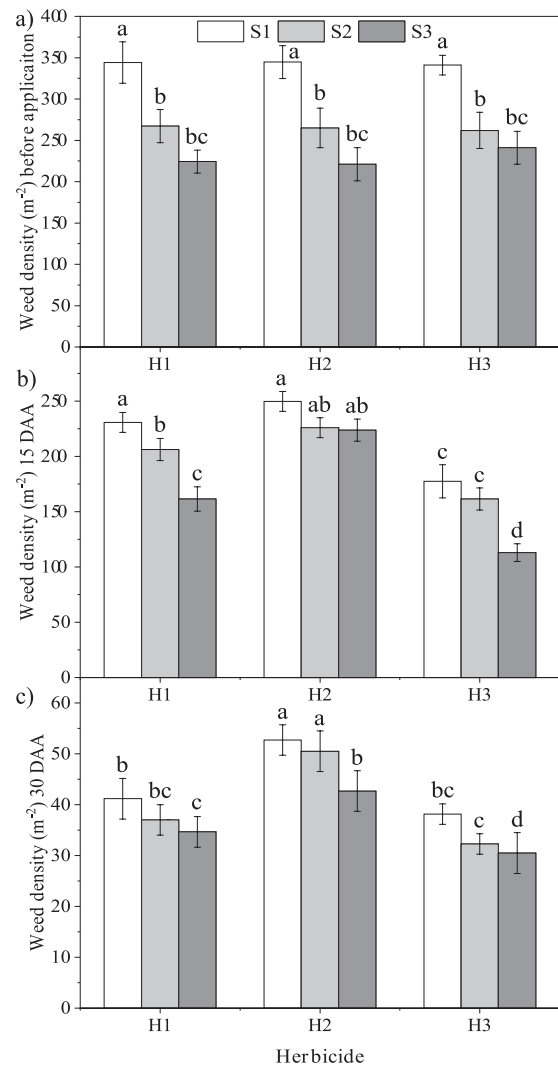 a)
S1 S2 S3
Weed density (m⁻²) before applicaiton
400
350
300
250
200
150
100
50
0
a b bc a b bc a b bc
H1 H2 H3
b)
Weed density (m⁻²) 15 DAA
250
200
150
100
50
0
a b c a ab ab c c d
H1 H2 H3
c)
Weed density (m⁻²) 30 DAA
60
50
40
30
20
10
0
b bc c a a b bc c d
H1 H2 H3
Herbicide